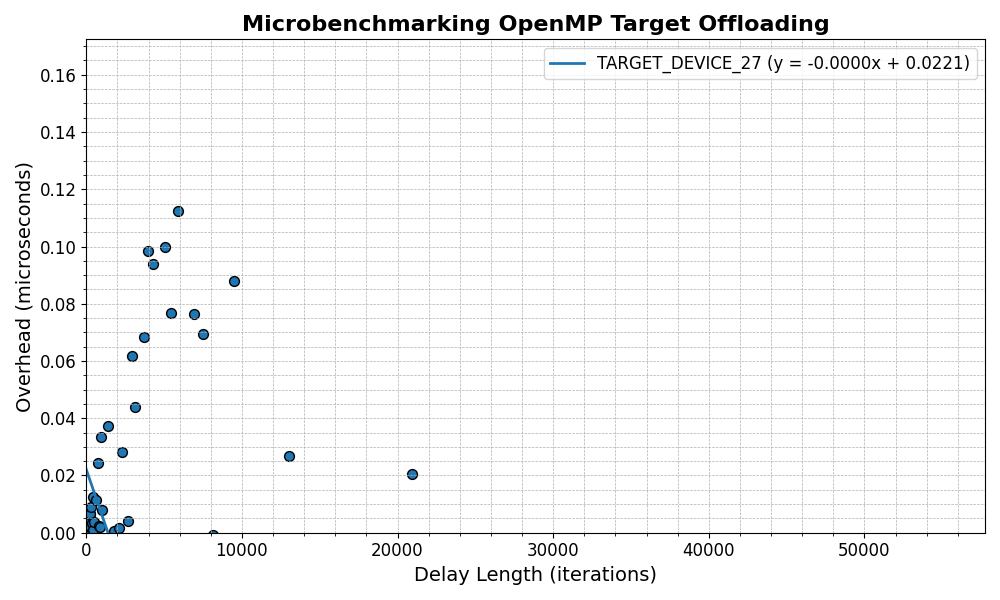 Microbenchmarking OpenMP Target Offloading
TARGET_DEVICE_27 (y = -0.0000x + 0.0221)
Overhead (microseconds)
0.16
0.14
0.12
0.10
0.08
0.06
0.04
0.02
0.00
0 10000 20000 30000 40000 50000
Delay Length (iterations)